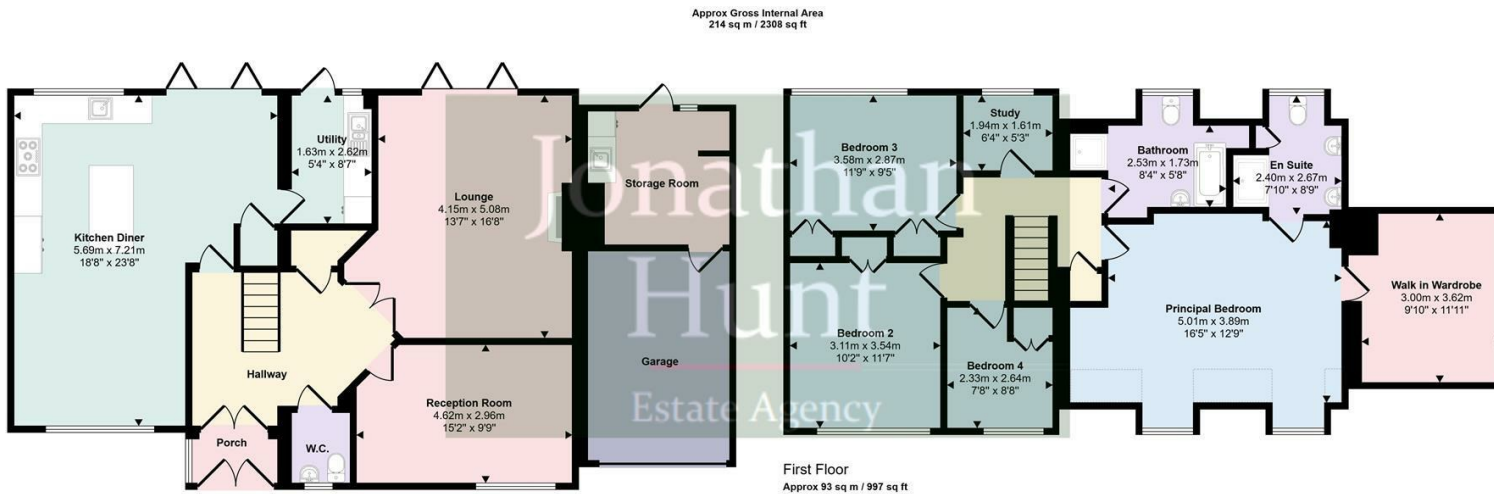 Approx Gross Internal Area
214 sq m / 2308 sq ft
Kitchen Diner
5.69m x 7.21m
18'8" x 23'8"
Utility
1.63m x 2.62m
5'4" x 8'7"
Lounge
4.15m x 5.08m
13'7" x 16'8"
Storage Room
Hallway
Porch
W.C.
Reception Room
4.62m x 2.96m
15'2" x 9'9"
Garage
Jonathan
Hunt
Estate Agency
Bedroom 3
3.58m x 2.87m
11'9" x 9'5"
Study
1.94m x 1.61m
6'4" x 5'3"
Bathroom
2.53m x 1.73m
8'4" x 5'8"
En Suite
2.40m x 2.67m
7'10" x 8'9"
Bedroom 2
3.11m x 3.54m
10'2" x 11'7"
Bedroom 4
2.33m x 2.64m
7'8" x 8'8"
Principal Bedroom
5.01m x 3.89m
16'5" x 12'9"
Walk in Wardrobe
3.00m x 3.62m
9'10" x 11'11"
First Floor
Approx 93 sq m / 997 sq ft